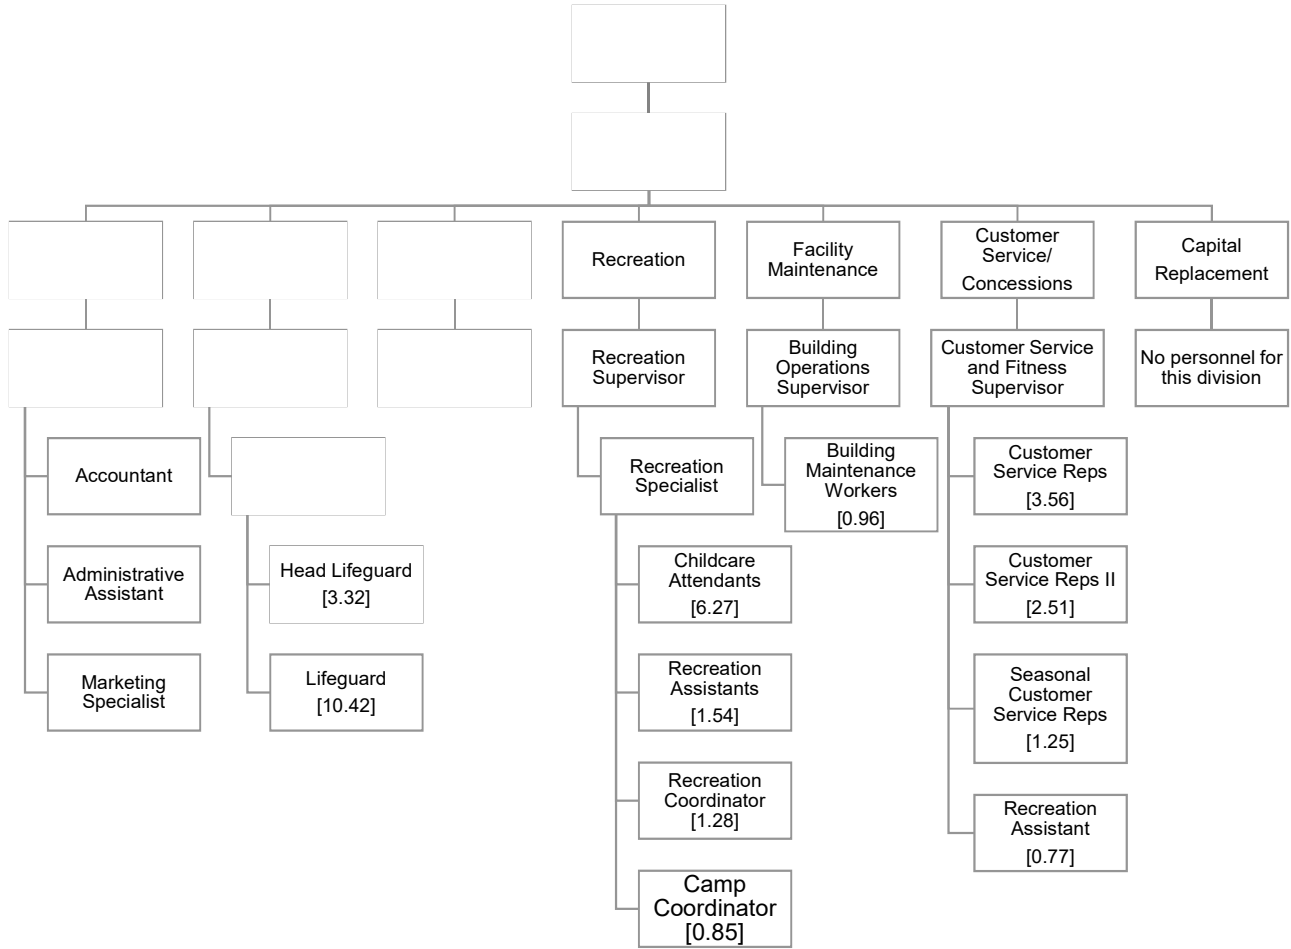 Recreation
Facility
Maintenance
Customer
Service/
Concessions
Capital
Replacement
Recreation
Supervisor
Building
Operations
Supervisor
Customer Service
and Fitness
Supervisor
No personnel for
this division
Accountant
Administrative
Assistant
Marketing
Specialist
Head Lifeguard
[3.32]
Lifeguard
[10.42]
Recreation
Specialist
Childcare
Attendants
[6.27]
Recreation
Assistants
[1.54]
Recreation
Coordinator
[1.28]
Camp
Coordinator
[0.85]
Building
Maintenance
Workers
[0.96]
Customer
Service Reps
[3.56]
Customer
Service Reps II
[2.51]
Seasonal
Customer
Service Reps
[1.25]
Recreation
Assistant
[0.77]